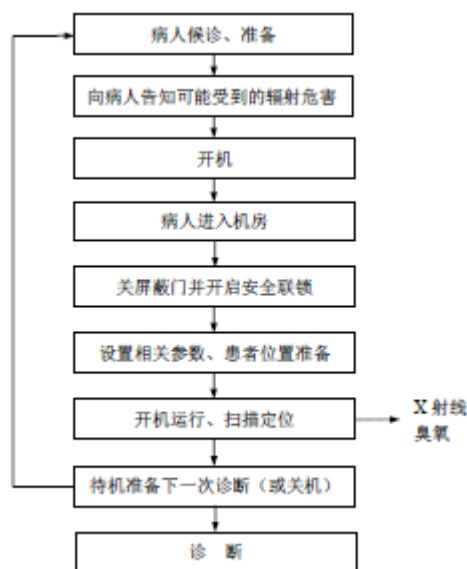 病人候诊、准备
向病人告知可能受到的辐射危害
开机
病人进入机房
关屏蔽门并开启安全联锁
设置相关参数、患者位置准备
开机运行、扫描定位
X 射线
臭氧
待机准备下一次诊断（或关机）
诊 断